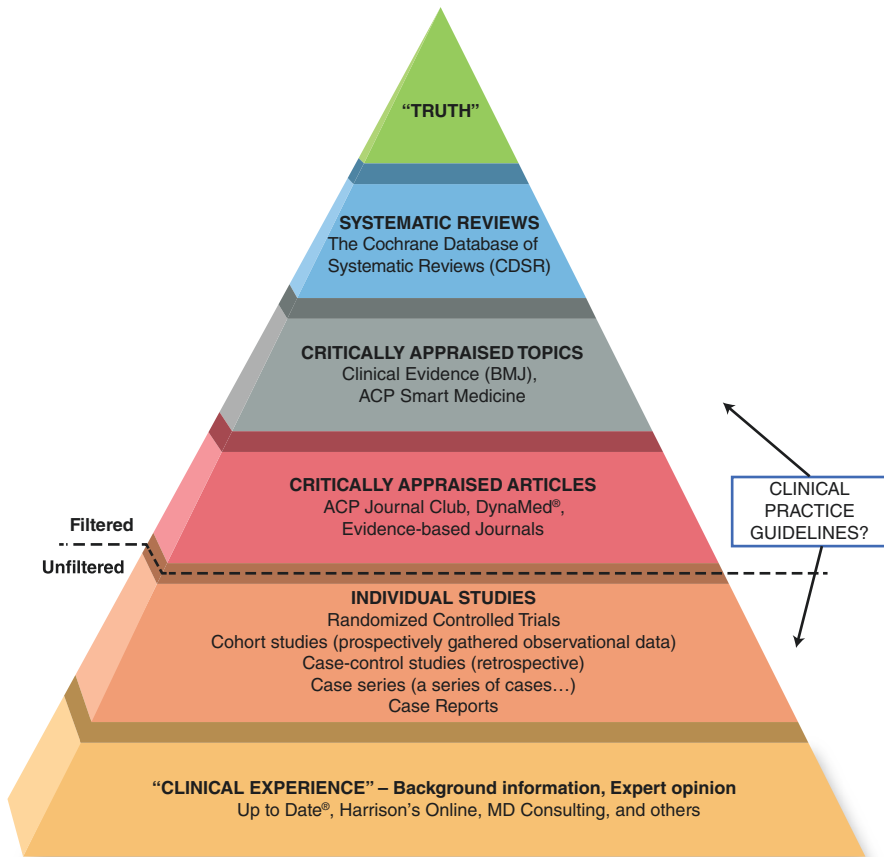 “TRUTH”
SYSTEMATIC REVIEWS
The Cochrane Database of
Systematic Reviews (CDSR)
CRITICALLY APPRAISED TOPICS
Clinical Evidence (BMJ),
ACP Smart Medicine
CRITICALLY APPRAISED ARTICLES
ACP Journal Club, DynaMed®,
Evidence-based Journals
CLINICAL
PRACTICE
GUIDELINES?
Filtered
Unfiltered
INDIVIDUAL STUDIES
Randomized Controlled Trials
Cohort studies (prospectively gathered observational data)
Case-control studies (retrospective)
Case series (a series of cases…)
Case Reports
“CLINICAL EXPERIENCE” – Background information, Expert opinion
Up to Date®, Harrison’s Online, MD Consulting, and others